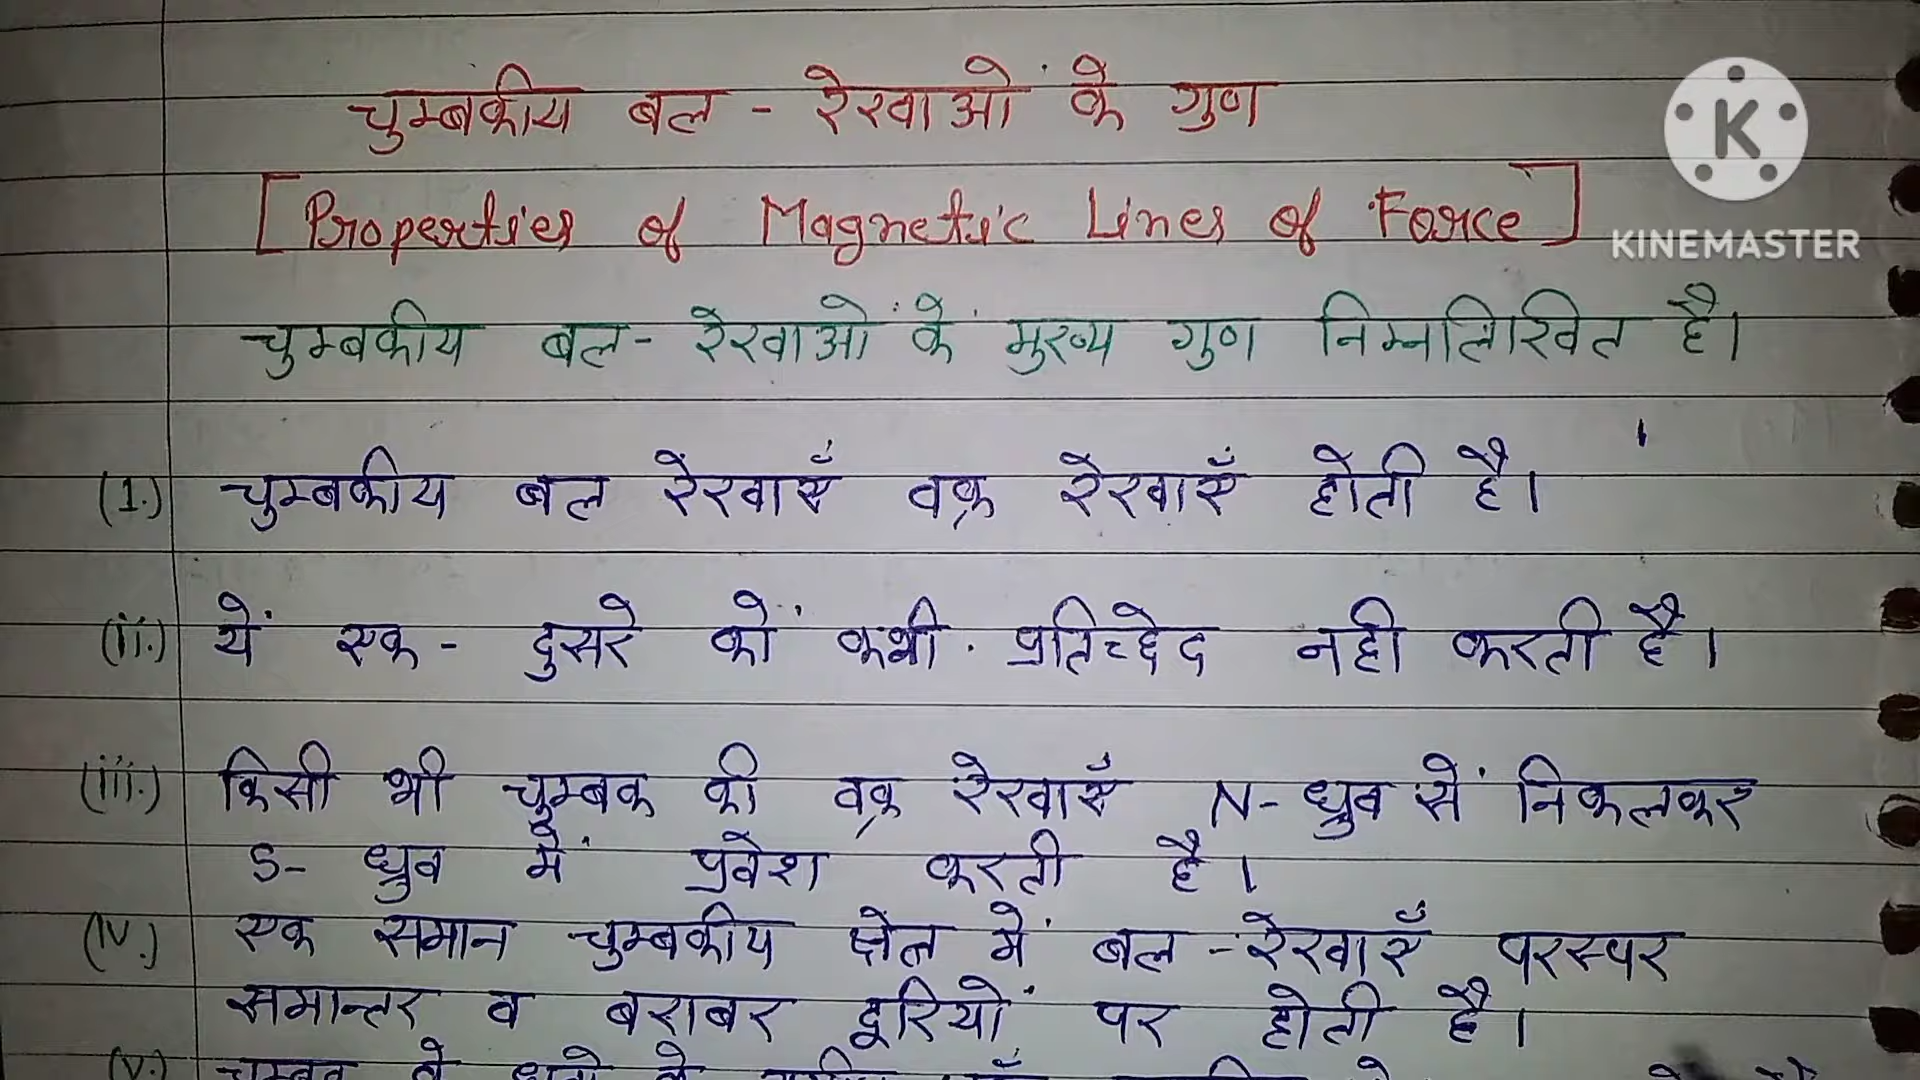 चुम्बकीय बल - रेखाओं के गुण
[Properties of Magnetic Lines of Force]
KINEMASTER
चुम्बकीय बल - रेखाओं के मुख्य गुण निम्नलिखित है।
(1.) चुम्बकीय बल रेखाएँ वक्र रेखाएँ होती है।
(ii.) यें एक - दुसरे कों कभी प्रतिच्छेद नही करती है।
(iii.) किसी भी चुम्बक की वक्र रेखाएँ N- ध्रुव सें निकलकर
S- ध्रुव में प्रवेश करती है।
(iv.) एक समान चुम्बकीय क्षेत्र में बल - रेखाएँ परस्पर
समान्तर व बराबर दूरियों पर होती है।
(v.) चुम्बक